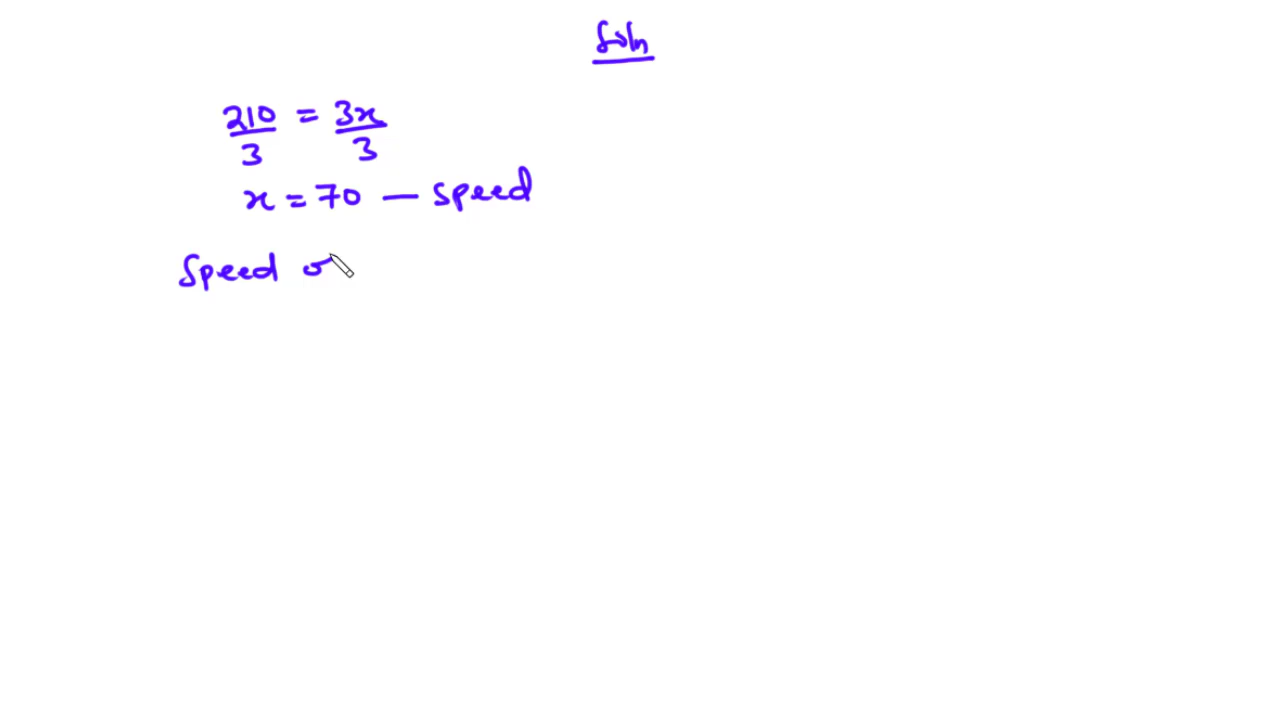 Soln
210/3 = 3x/3
x = 70 — speed
Speed o